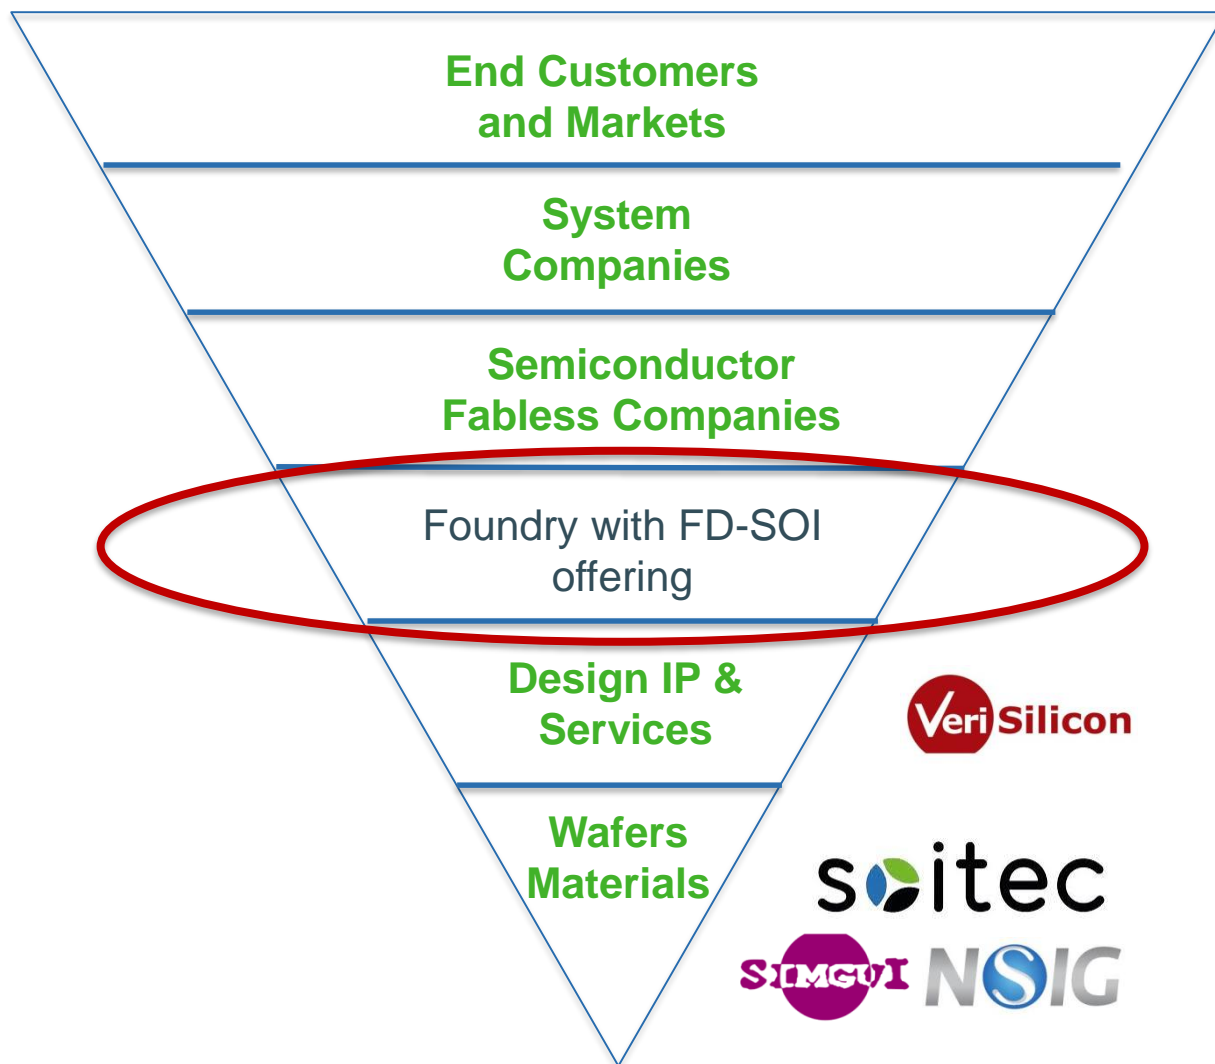 End Customers
and Markets
System
Companies
Semiconductor
Fabless Companies
Foundry with FD-SOI
offering
Design IP &
Services
VeriSilicon
Wafers
Materials
soitec
SIMGUI
NSIG